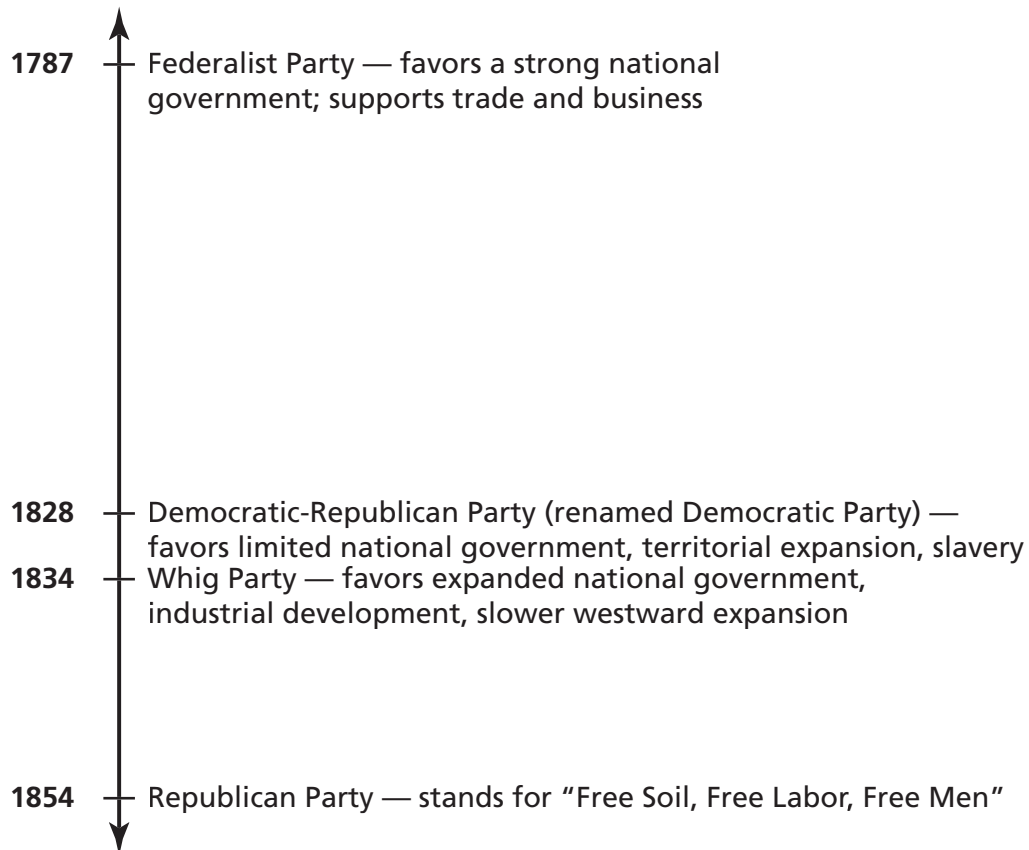 1787 Federalist Party — favors a strong national
government; supports trade and business
1828 Democratic-Republican Party (renamed Democratic Party) —
favors limited national government, territorial expansion, slavery
1834 Whig Party — favors expanded national government,
industrial development, slower westward expansion
1854 Republican Party — stands for “Free Soil, Free Labor, Free Men”